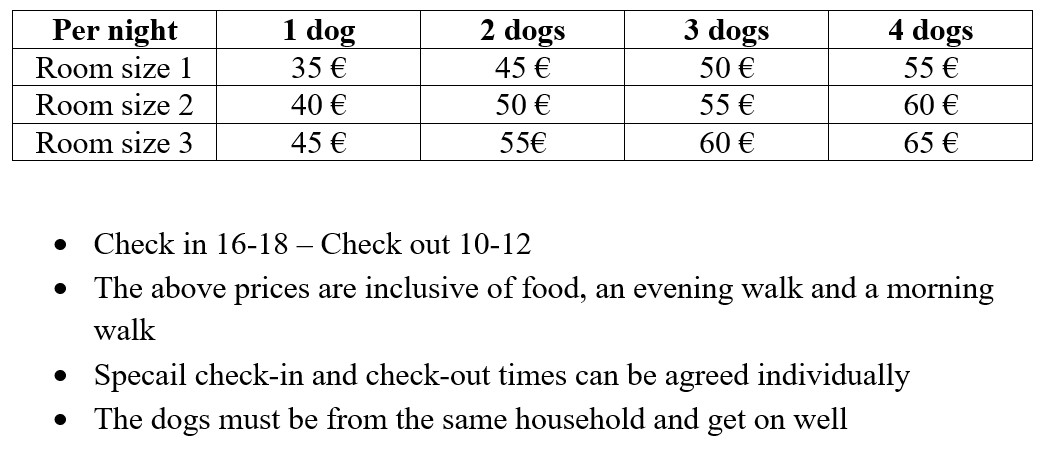 Per night 1 dog 2 dogs 3 dogs 4 dogs
Room size 1 35 € 45 € 50 € 55 €
Room size 2 40 € 50 € 55 € 60 €
Room size 3 45 € 55€ 60 € 65 €
• Check in 16-18 – Check out 10-12
• The above prices are inclusive of food, an evening walk and a morning
walk
• Specail check-in and check-out times can be agreed individually
• The dogs must be from the same household and get on well